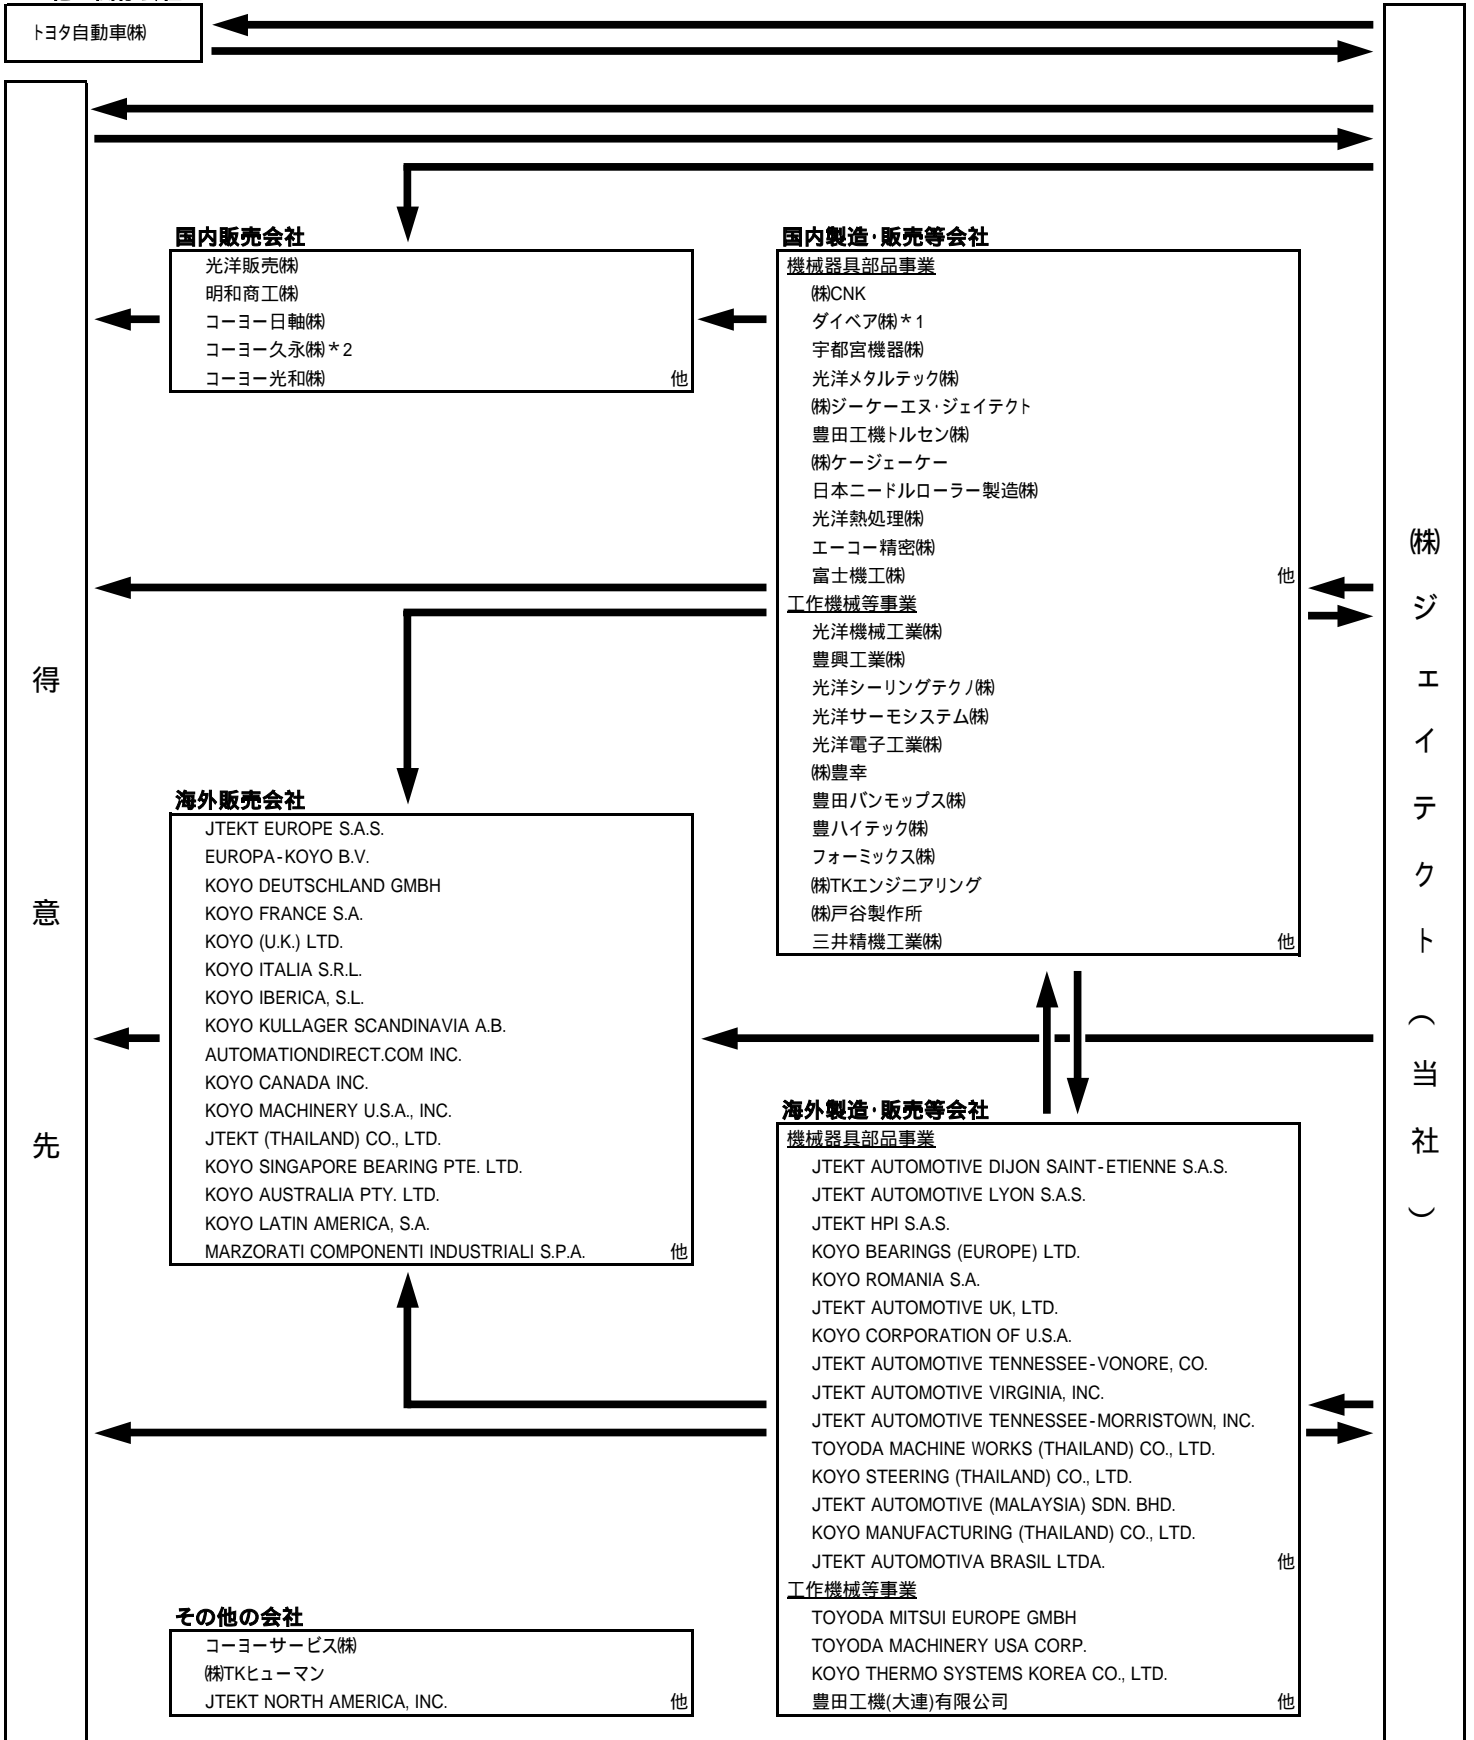 トヨタ自動車㈱
国内販売会社
光洋販売㈱
明和商工㈱
コーヨー日軸㈱
コーヨー久永㈱＊2
コーヨー光和㈱ 他
国内製造・販売等会社
機械器具部品事業
㈱CNK
ダイベア㈱＊1
宇都宮機器㈱
光洋メタルテック㈱
㈱ジーケーエヌ・ジェイテクト
豊田工機トルセン㈱
㈱ケージェーケー
日本ニードルローラー製造㈱
光洋熱処理㈱
エーコー精密㈱
富士機工㈱ 他
工作機械等事業
光洋機械工業㈱
豊興工業㈱
光洋シーリングテクノ㈱
光洋サーモシステム㈱
光洋電子工業㈱
㈱豊幸
豊田バンモップス㈱
豊ハイテック㈱
フォーミックス㈱
㈱TKエンジニアリング
㈱戸谷製作所
三井精機工業㈱ 他
海外販売会社
JTEKT EUROPE S.A.S.
EUROPA-KOYO B.V.
KOYO DEUTSCHLAND GMBH
KOYO FRANCE S.A.
KOYO (U.K.) LTD.
KOYO ITALIA S.R.L.
KOYO IBERICA, S.L.
KOYO KULLAGER SCANDINAVIA A.B.
AUTOMATIONDIRECT.COM INC.
KOYO CANADA INC.
KOYO MACHINERY U.S.A., INC.
JTEKT (THAILAND) CO., LTD.
KOYO SINGAPORE BEARING PTE. LTD.
KOYO AUSTRALIA PTY. LTD.
KOYO LATIN AMERICA, S.A.
MARZORATI COMPONENTI INDUSTRIALI S.P.A. 他
海外製造・販売等会社
機械器具部品事業
JTEKT AUTOMOTIVE DIJON SAINT-ETIENNE S.A.S.
JTEKT AUTOMOTIVE LYON S.A.S.
JTEKT HPI S.A.S.
KOYO BEARINGS (EUROPE) LTD.
KOYO ROMANIA S.A.
JTEKT AUTOMOTIVE UK, LTD.
KOYO CORPORATION OF U.S.A.
JTEKT AUTOMOTIVE TENNESSEE-VONORE, CO.
JTEKT AUTOMOTIVE VIRGINIA, INC.
JTEKT AUTOMOTIVE TENNESSEE-MORRISTOWN, INC.
TOYODA MACHINE WORKS (THAILAND) CO., LTD.
KOYO STEERING (THAILAND) CO., LTD.
JTEKT AUTOMOTIVE (MALAYSIA) SDN. BHD.
KOYO MANUFACTURING (THAILAND) CO., LTD.
JTEKT AUTOMOTIVA BRASIL LTDA. 他
工作機械等事業
TOYODA MITSUI EUROPE GMBH
TOYODA MACHINERY USA CORP.
KOYO THERMO SYSTEMS KOREA CO., LTD.
豊田工機(大連)有限公司 他
その他の会社
コーヨーサービス㈱
㈱TKヒューマン
JTEKT NORTH AMERICA, INC. 他
得意先
㈱ジェイテクト（当社）